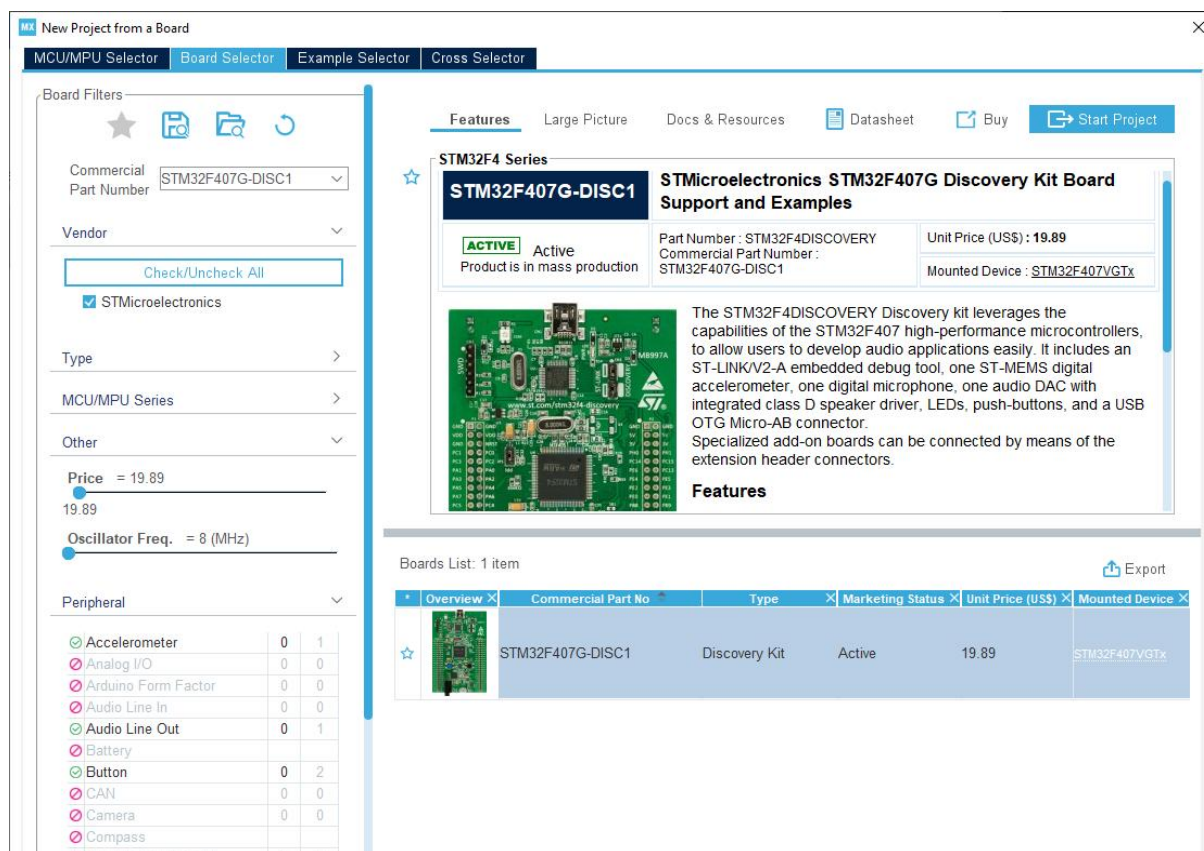 MX New Project from a Board
MCU/MPU Selector Board Selector Example Selector Cross Selector
Board Filters
Commercial
Part Number
STM32F407G-DISC1
Vendor
Check/Uncheck All
STMicroelectronics
Type
MCU/MPU Series
Other
Price = 19.89
19.89
Oscillator Freq. = 8 (MHz)
Peripheral
Accelerometer 0 1
Analog I/O 0 0
Arduino Form Factor 0 0
Audio Line In 0 0
Audio Line Out 0 1
Battery
Button 0 2
CAN 0 0
Camera 0 0
Compass
Features Large Picture Docs & Resources Datasheet Buy Start Project
STM32F4 Series
STM32F407G-DISC1
STMicroelectronics STM32F407G Discovery Kit Board
Support and Examples
ACTIVE Active
Product is in mass production
Part Number : STM32F4DISCOVERY
Commercial Part Number :
STM32F407G-DISC1
Unit Price (US$) : 19.89
Mounted Device : STM32F407VGTx
SWD
MB997A
ST-LINK
DISCOVERY
www.st.com/stm32f4-discovery
The STM32F4DISCOVERY Discovery kit leverages the
capabilities of the STM32F407 high-performance microcontrollers,
to allow users to develop audio applications easily. It includes an
ST-LINK/V2-A embedded debug tool, one ST-MEMS digital
accelerometer, one digital microphone, one audio DAC with
integrated class D speaker driver, LEDs, push-buttons, and a USB
OTG Micro-AB connector.
Specialized add-on boards can be connected by means of the
extension header connectors.
Features
Boards List: 1 item
Export
* Overview Commercial Part No Type Marketing Status Unit Price (US$) Mounted Device
STM32F407G-DISC1 Discovery Kit Active 19.89 STM32F407VGTx